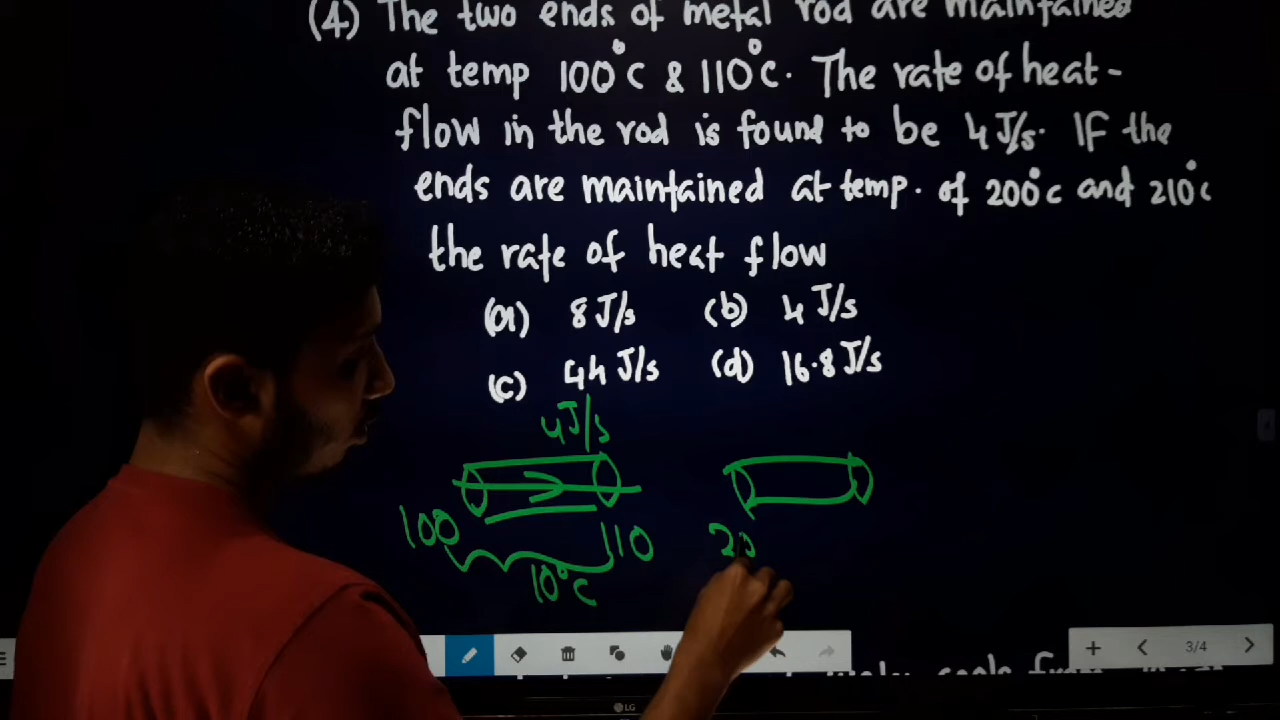 (4) The two ends of metal rod are maintained
at temp 100°C & 110°C. The rate of heat-
flow in the rod is found to be 4 J/s. IF the
ends are maintained at temp. of 200°c and 210°c
the rate of heat flow
(a) 8 J/s (b) 4 J/s
(c) 44 J/s (d) 16.8 J/s
4J/s
100 110
10°C
20
3/4
LG